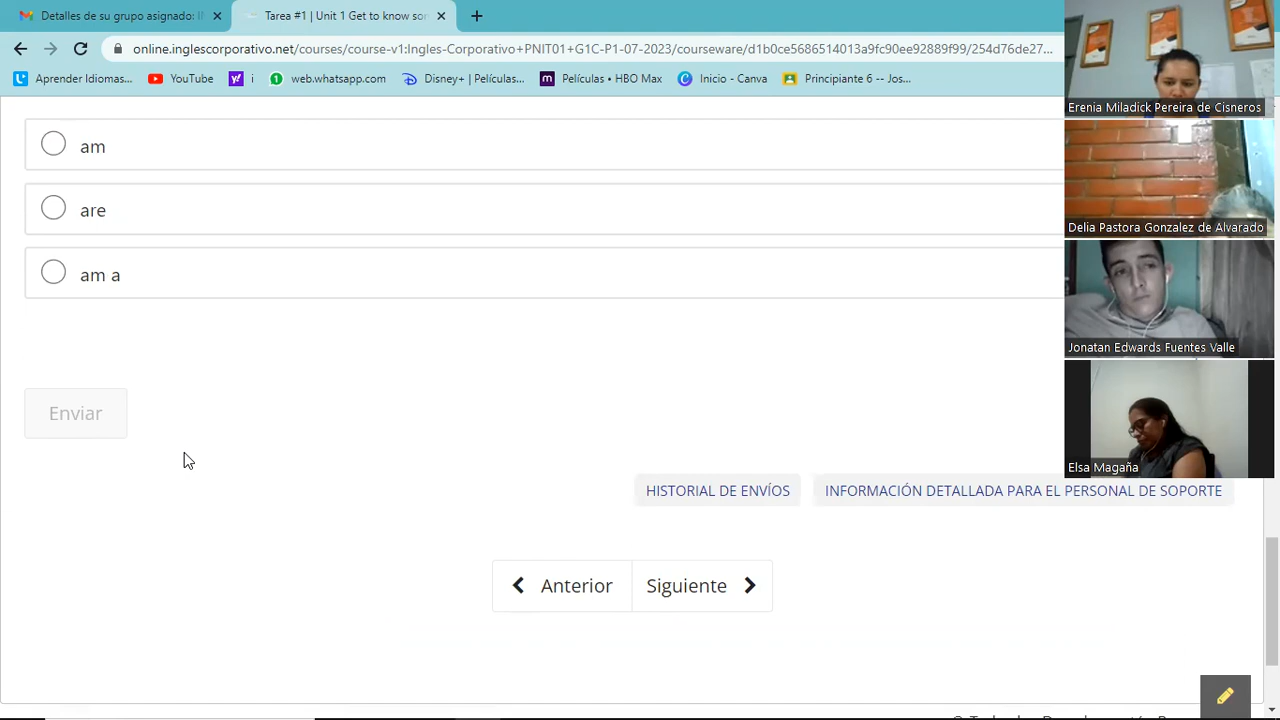 Detalles de su grupo asignado: I
Tarea #1 | Unit 1 Get to know so
online.inglescorporativo.net/courses/course-v1:Ingles-Corporativo+PNIT01+G1C-P1-07-2023/courseware/d1b0ce5686514013a9fc90ee92889f99/254d76de27...
Aprender Idiomas...
YouTube
i
web.whatsapp.com
Disney+ | Películas...
Películas • HBO Max
Inicio - Canva
Principiante 6 -- Jos...
Erenia Miladick Pereira de Cisneros
am
are
Delia Pastora Gonzalez de Alvarado
am a
Jonatan Edwards Fuentes Valle
Enviar
Elsa Magaña
HISTORIAL DE ENVÍOS
INFORMACIÓN DETALLADA PARA EL PERSONAL DE SOPORTE
Anterior
Siguiente